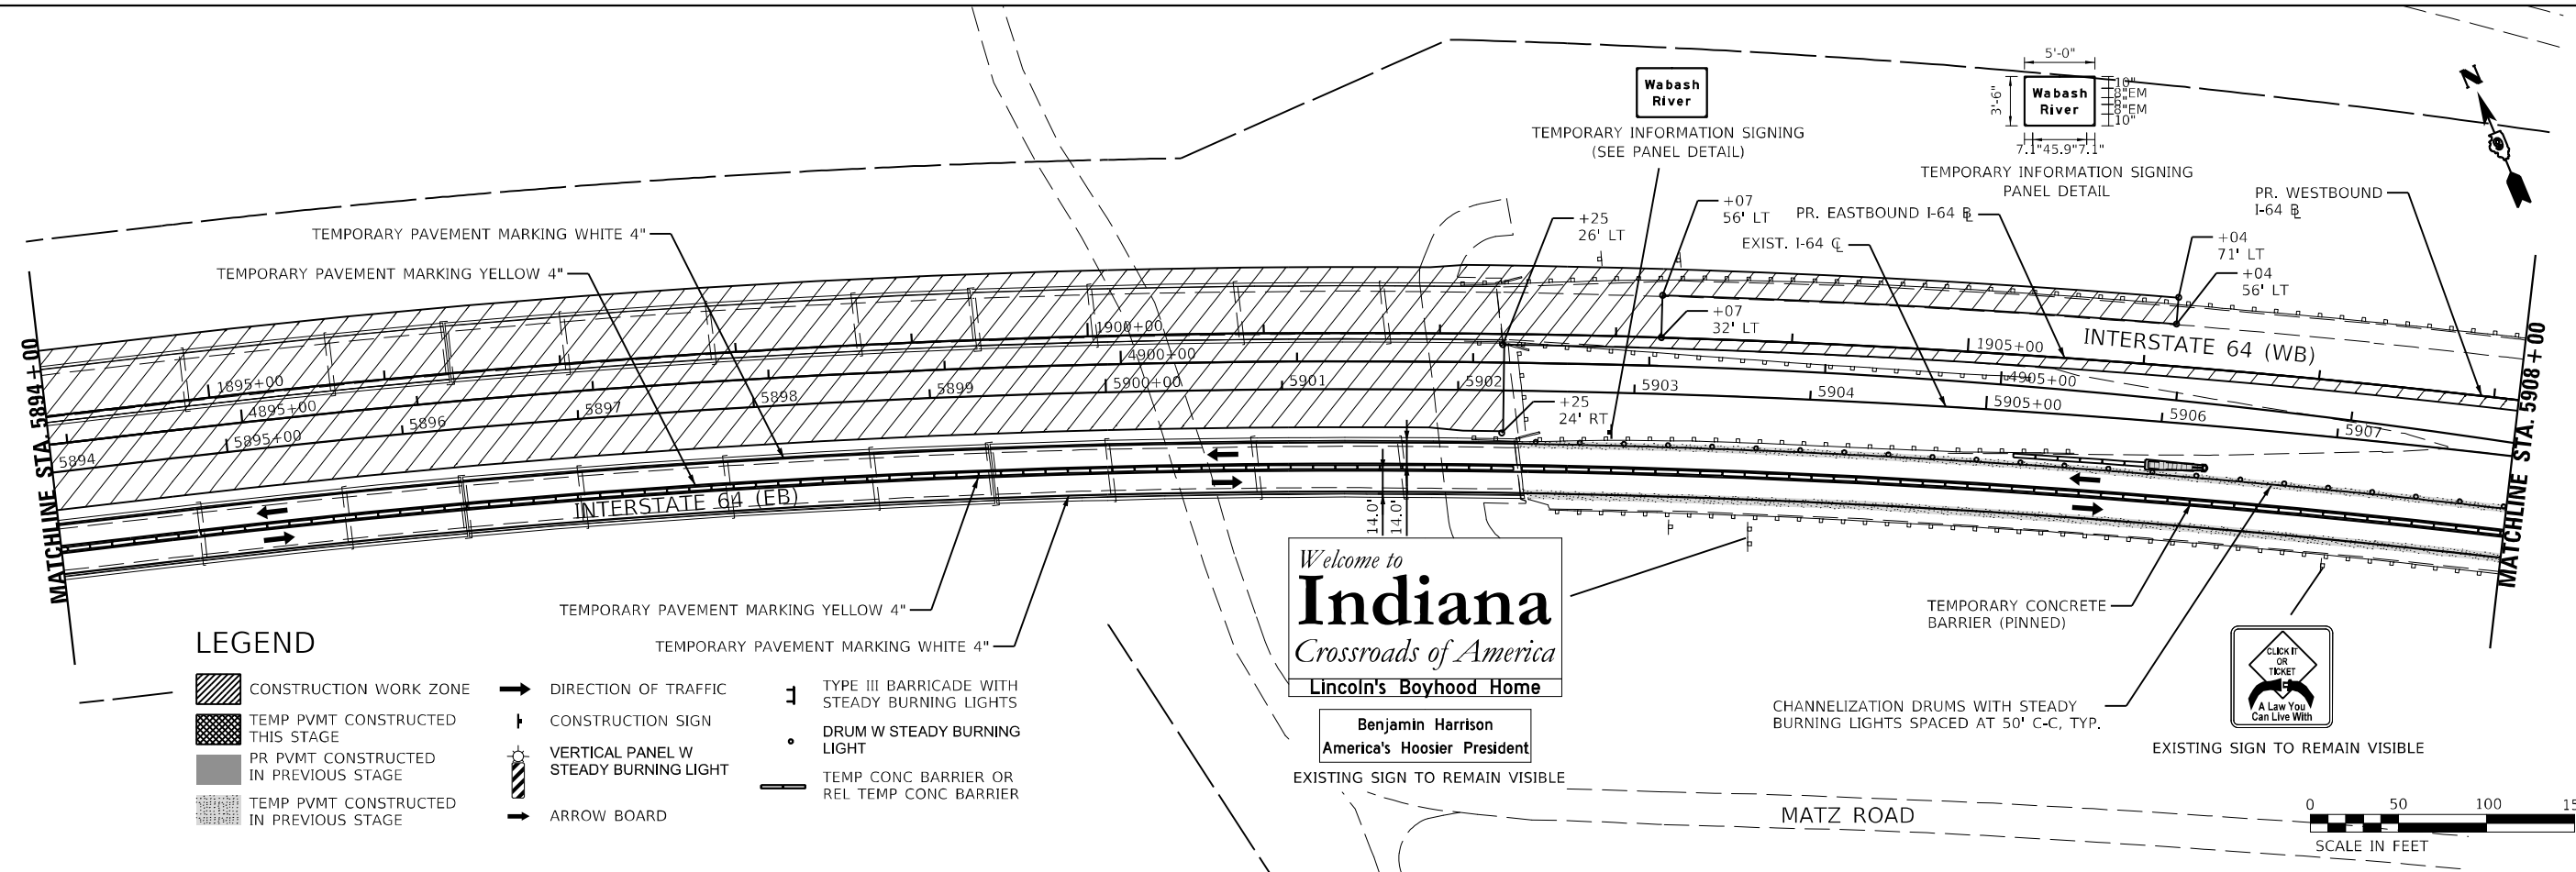 5'-0"
3'-6"
Wabash
River
10"
8"EM
6"
8"EM
10"
7.1"45.9"7.1"
TEMPORARY INFORMATION SIGNING
PANEL DETAIL
Wabash
River
TEMPORARY INFORMATION SIGNING
(SEE PANEL DETAIL)
N
PR. WESTBOUND
I-64 BL
+07
56' LT
PR. EASTBOUND I-64 BL
EXIST. I-64 CL
+25
26' LT
+04
71' LT
+04
56' LT
+07
32' LT
TEMPORARY PAVEMENT MARKING WHITE 4"
TEMPORARY PAVEMENT MARKING YELLOW 4"
MATCHLINE STA. 5894+00
MATCHLINE STA. 5908+00
1895+00
1900+00
1905+00
INTERSTATE 64 (WB)
4895+00
4900+00
4905+00
5894
5895+00
5896
5897
5898
5899
5900+00
5901
5902
5903
5904
5905+00
5906
5907
+25
24' RT
INTERSTATE 64 (EB)
14.0'
14.0'
TEMPORARY PAVEMENT MARKING YELLOW 4"
TEMPORARY PAVEMENT MARKING WHITE 4"
Welcome to
Indiana
Crossroads of America
Lincoln's Boyhood Home
Benjamin Harrison
America's Hoosier President
EXISTING SIGN TO REMAIN VISIBLE
TEMPORARY CONCRETE
BARRIER (PINNED)
CHANNELIZATION DRUMS WITH STEADY
BURNING LIGHTS SPACED AT 50' C-C, TYP.
CLICK IT
OR
TICKET
A Law You
Can Live With
EXISTING SIGN TO REMAIN VISIBLE
LEGEND
CONSTRUCTION WORK ZONE
TEMP PVMT CONSTRUCTED
THIS STAGE
PR PVMT CONSTRUCTED
IN PREVIOUS STAGE
TEMP PVMT CONSTRUCTED
IN PREVIOUS STAGE
DIRECTION OF TRAFFIC
CONSTRUCTION SIGN
VERTICAL PANEL W
STEADY BURNING LIGHT
ARROW BOARD
TYPE III BARRICADE WITH
STEADY BURNING LIGHTS
DRUM W STEADY BURNING
LIGHT
TEMP CONC BARRIER OR
REL TEMP CONC BARRIER
MATZ ROAD
0 50 100
SCALE IN FEET